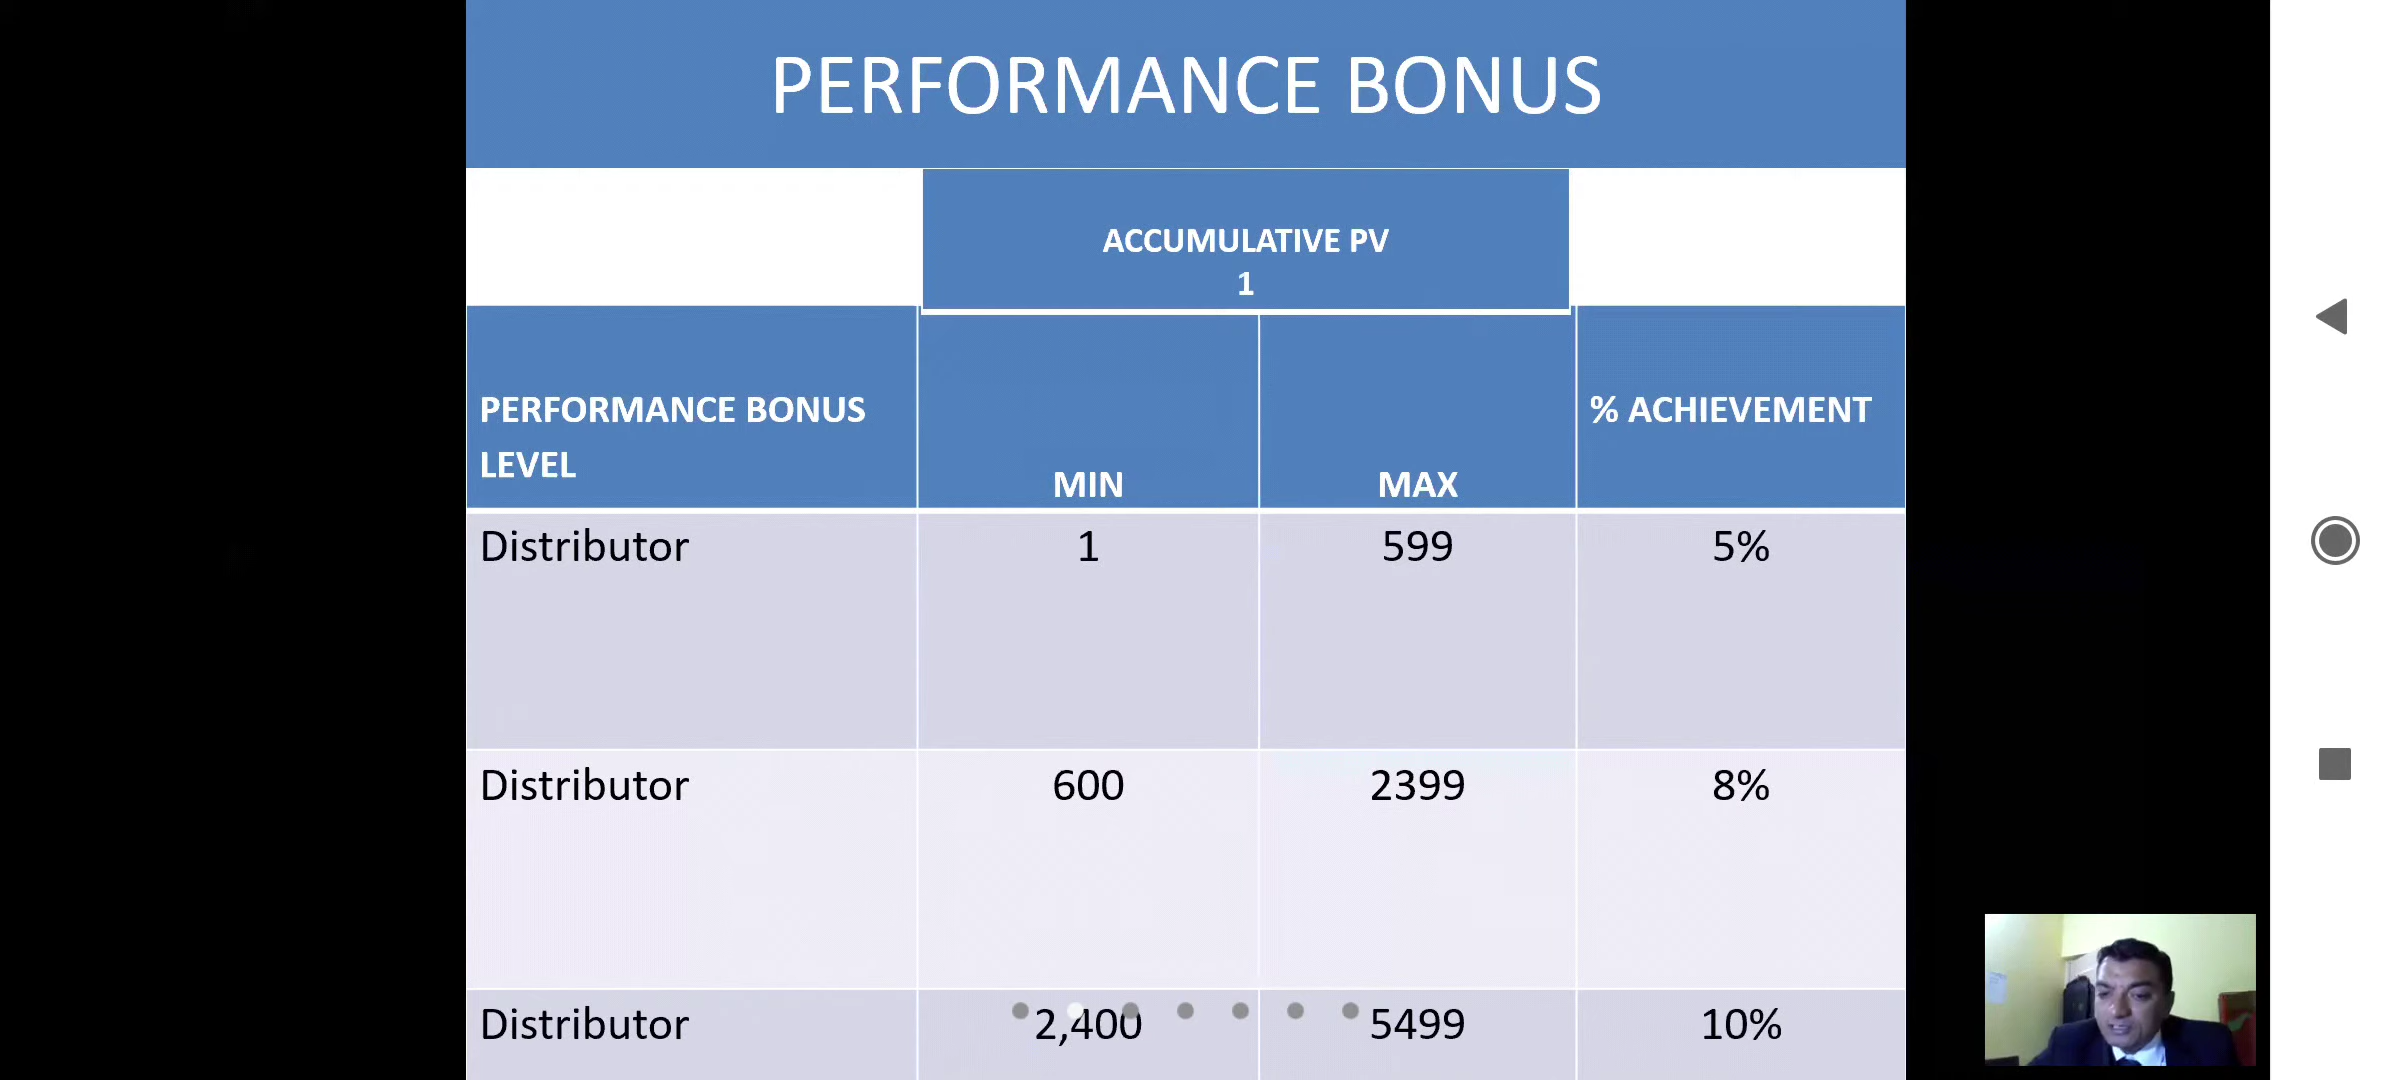 PERFORMANCE BONUS
ACCUMULATIVE PV
1
PERFORMANCE BONUS
LEVEL
MIN
MAX
% ACHIEVEMENT
Distributor 1 599 5%
Distributor 600 2399 8%
Distributor 2,400 5499 10%